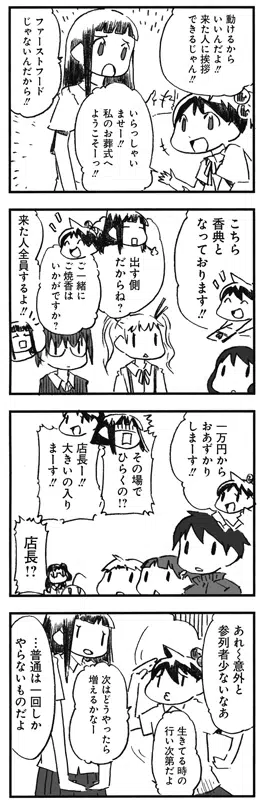 動けるから
いいんだよ!!
来た人に挨拶
できるじゃん!!
いらっしゃい
ませー!!
私のお葬式へ
ようこそーっ!!
ファーストフード
じゃないんだから!!
こちら
香典と
なっております!!
出す側
だからね?
ご一緒に
ご焼香は
いかがですか?
来た人全員するよ!!
一万円から
おあずかり
しまーす!!
その場で
ひらくの!?
店長ー!!
大きいの入り
まーす!!
店長!?
あれー意外と
参列者少ないなあ
生きてる時の
行い次第だよ
次はどうやったら
増えるかなー
…普通は一回しか
やらないものだよ